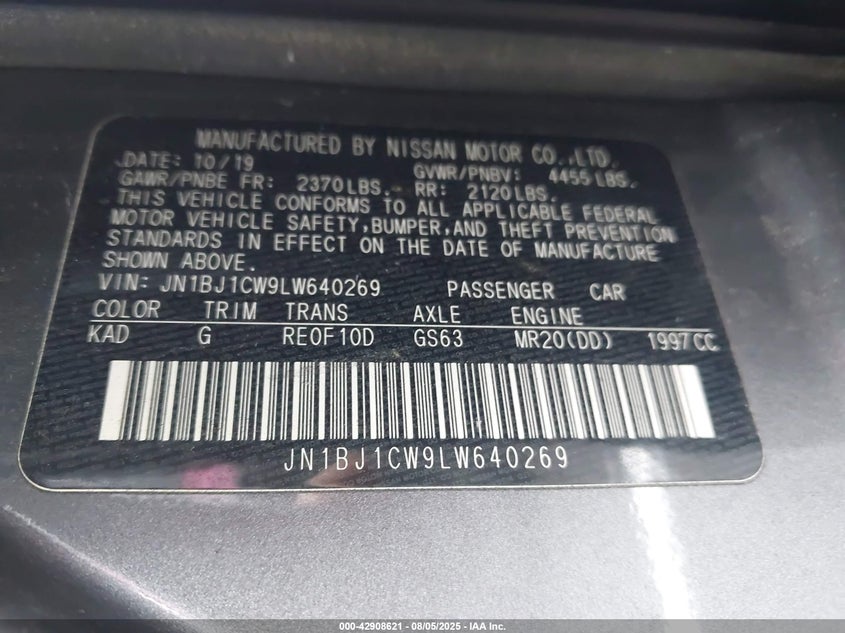 MANUFACTURED BY NISSAN MOTOR CO.,LTD.
DATE: 10/19 GVWR/PNBV: 4455 LBS.
GAWR/PNBE FR: 2370 LBS. RR: 2120 LBS.
THIS VEHICLE CONFORMS TO ALL APPLICABLE FEDERAL
MOTOR VEHICLE SAFETY,BUMPER,AND THEFT PREVENTION
STANDARDS IN EFFECT ON THE DATE OF MANUFACTURE
SHOWN ABOVE.
VIN: JN1BJ1CW9LW640269 PASSENGER CAR
COLOR TRIM TRANS AXLE ENGINE
KAD G RE0F10D GS63 MR20(DD) 1997CC
JN1BJ1CW9LW640269
000-42908621 - 08/05/2025 - IAA Inc.